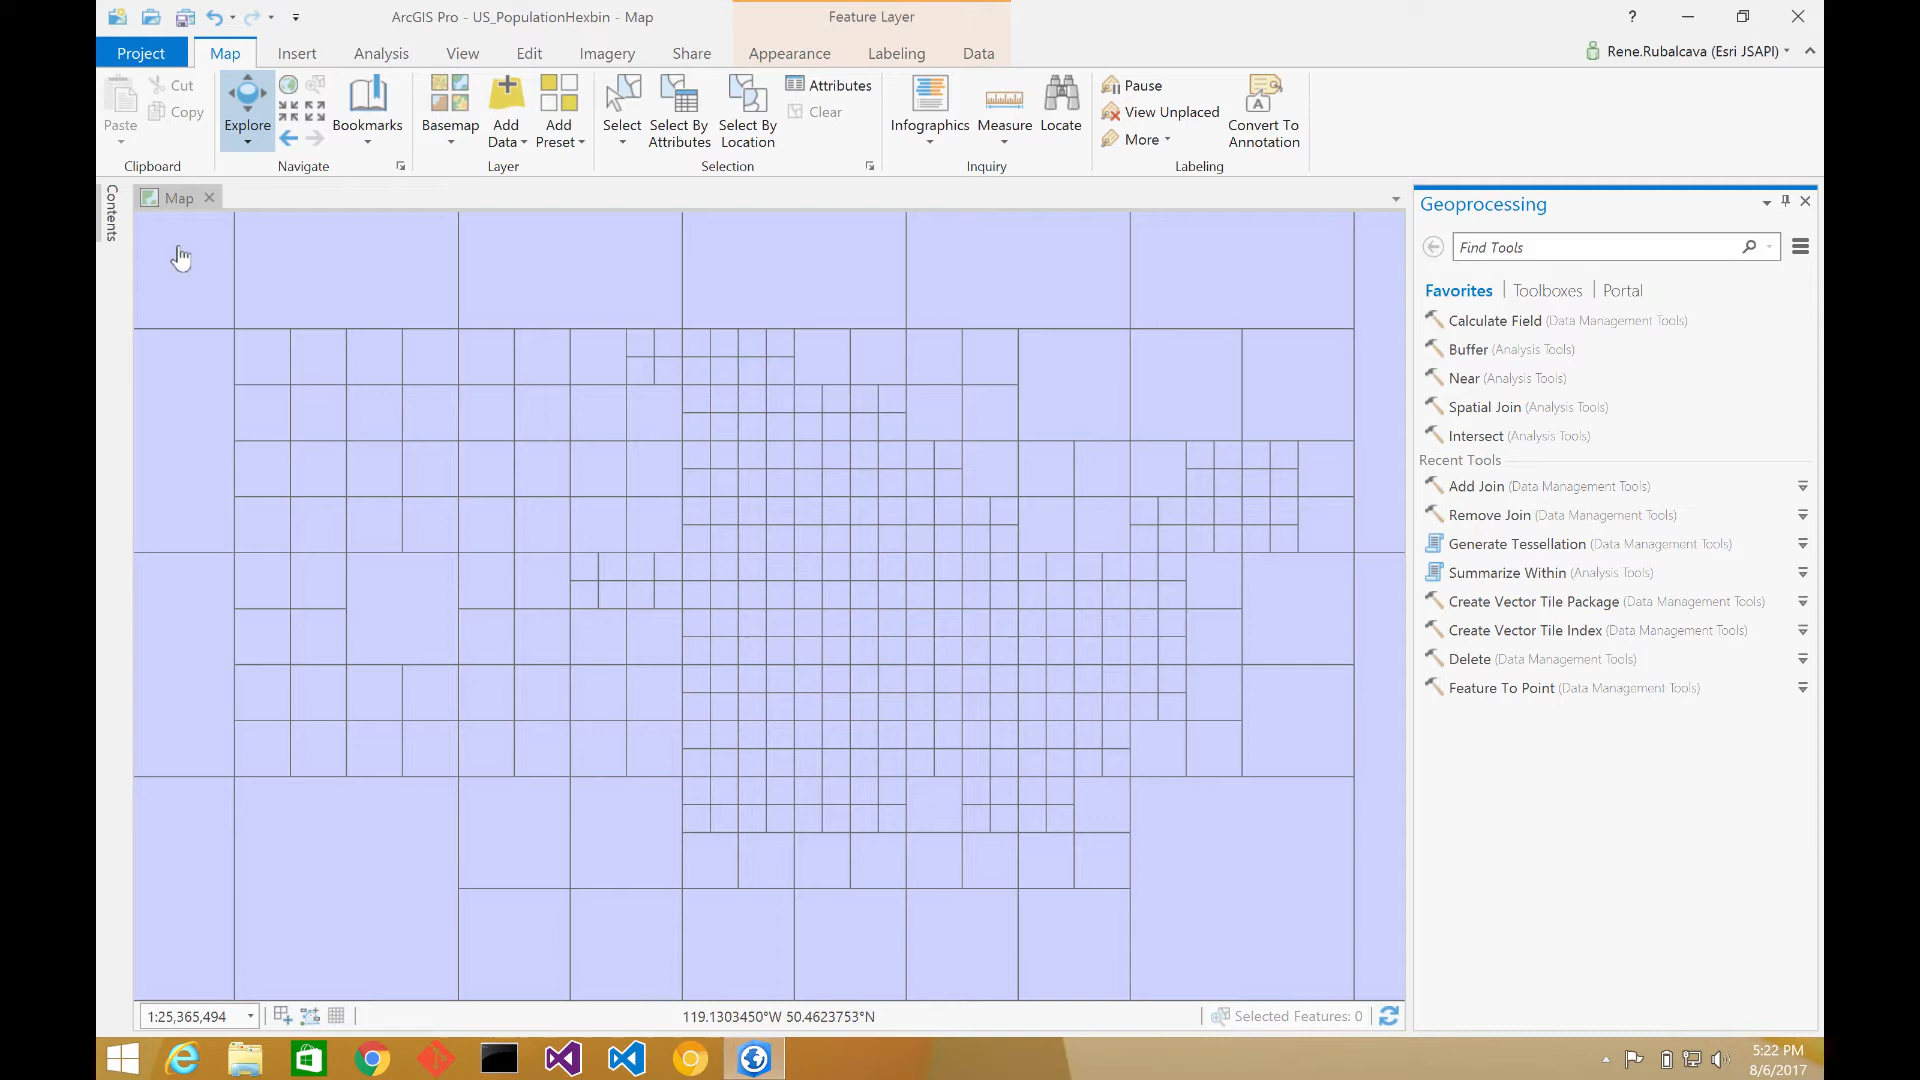 ArcGIS Pro - US_PopulationHexbin - Map
Feature Layer
?
Project
Map
Insert
Analysis
View
Edit
Imagery
Share
Appearance
Labeling
Data
Rene.Rubalcava (Esri JSAPI)
Paste
Cut
Copy
Clipboard
Explore
Bookmarks
Navigate
Basemap
Add
Data
Add
Preset
Layer
Select
Select By
Attributes
Select By
Location
Attributes
Clear
Selection
Infographics
Measure
Locate
Inquiry
Pause
View Unplaced
More
Convert To
Annotation
Labeling
Contents
Map
Geoprocessing
Find Tools
Favorites
Toolboxes
Portal
Calculate Field (Data Management Tools)
Buffer (Analysis Tools)
Near (Analysis Tools)
Spatial Join (Analysis Tools)
Intersect (Analysis Tools)
Recent Tools
Add Join (Data Management Tools)
Remove Join (Data Management Tools)
Generate Tessellation (Data Management Tools)
Summarize Within (Analysis Tools)
Create Vector Tile Package (Data Management Tools)
Create Vector Tile Index (Data Management Tools)
Delete (Data Management Tools)
Feature To Point (Data Management Tools)
1:25,365,494
119.1303450°W 50.4623753°N
Selected Features: 0
5:22 PM
8/6/2017